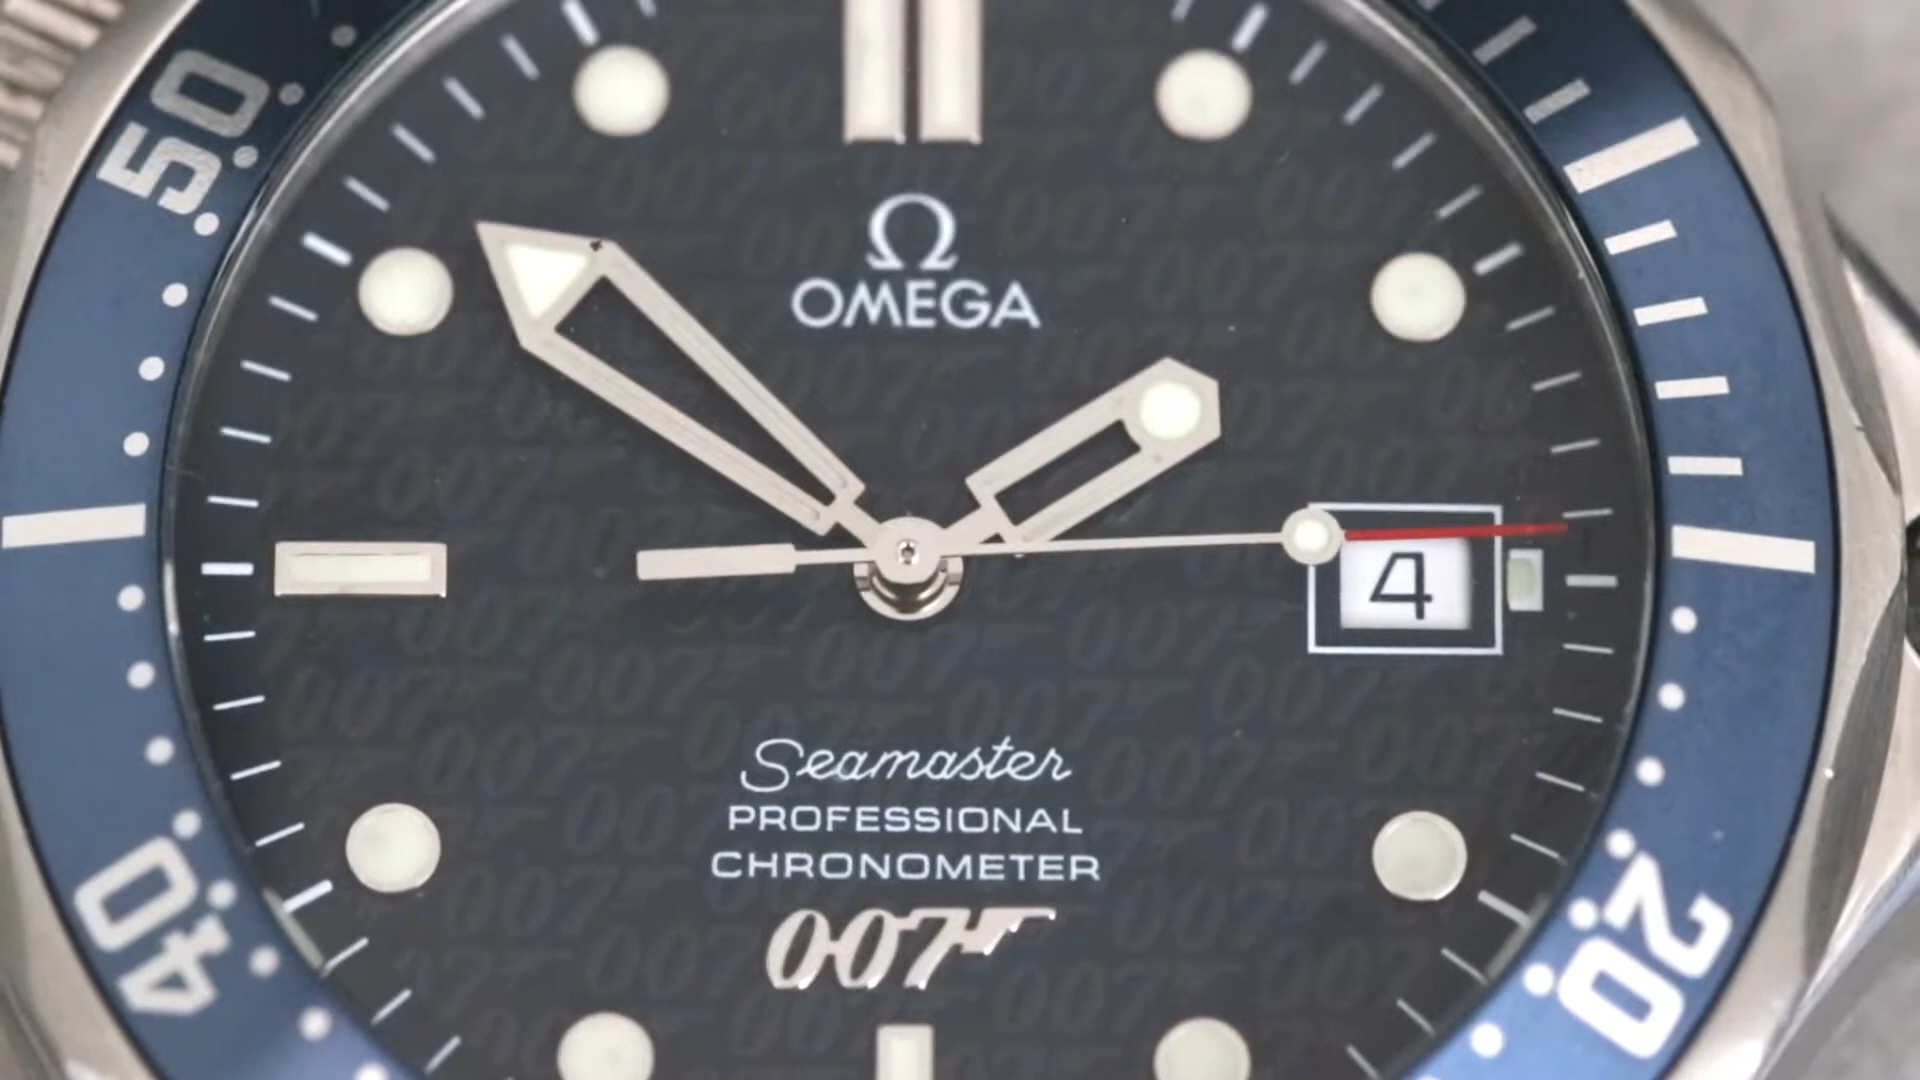 Ω
OMEGA
50
4
Seamaster
PROFESSIONAL
CHRONOMETER
007
40
20